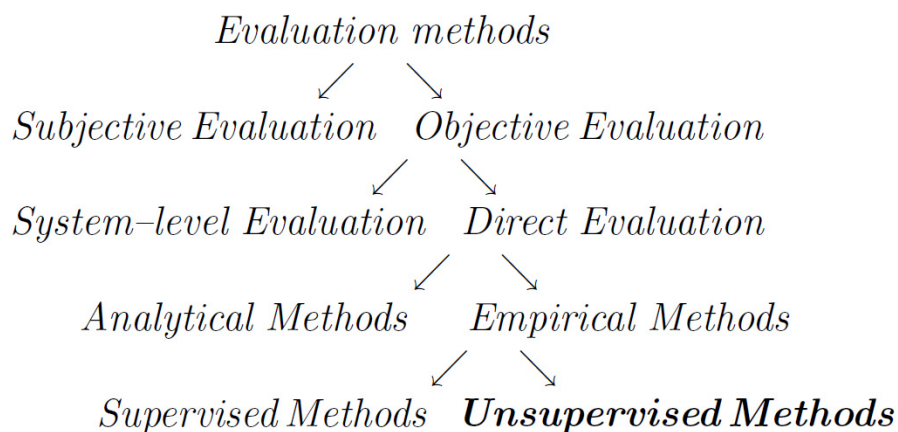 Evaluation methods
Subjective Evaluation Objective Evaluation
System–level Evaluation Direct Evaluation
Analytical Methods Empirical Methods
Supervised Methods Unsupervised Methods